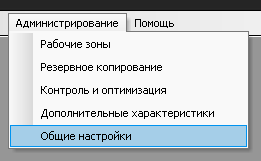 Администрирование Помощь
Рабочие зоны
Резервное копирование
Контроль и оптимизация
Дополнительные характеристики
Общие настройки